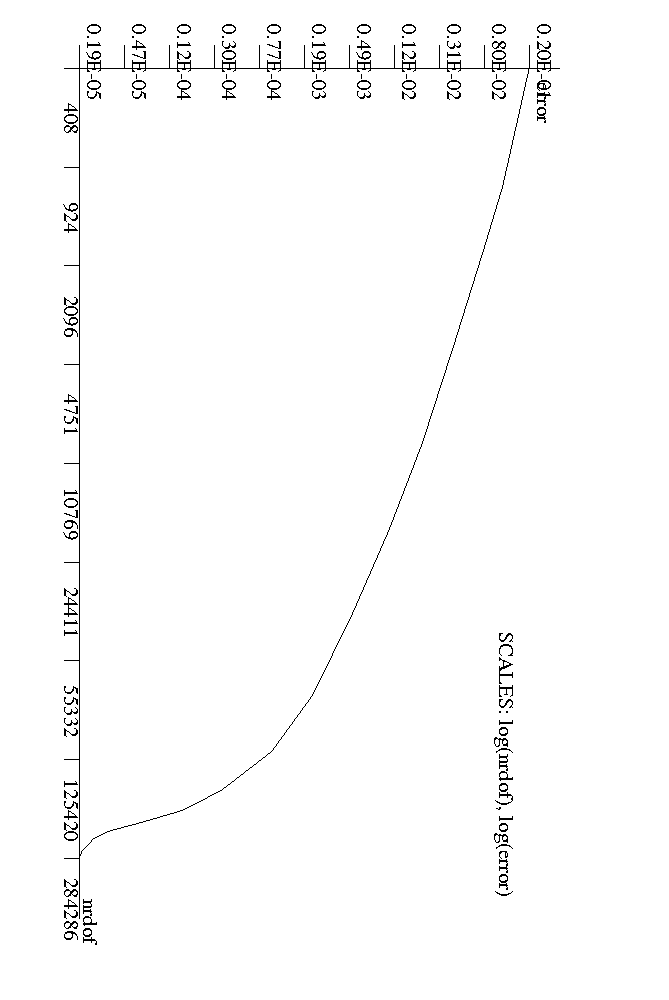 error
0.20E-01
0.80E-02
0.31E-02
0.12E-02
0.49E-03
0.19E-03
0.77E-04
0.30E-04
0.12E-04
0.47E-05
0.19E-05
SCALES: log(nrdof), log(error)
nrdof
408
924
2096
4751
10769
24411
55332
125420
284286